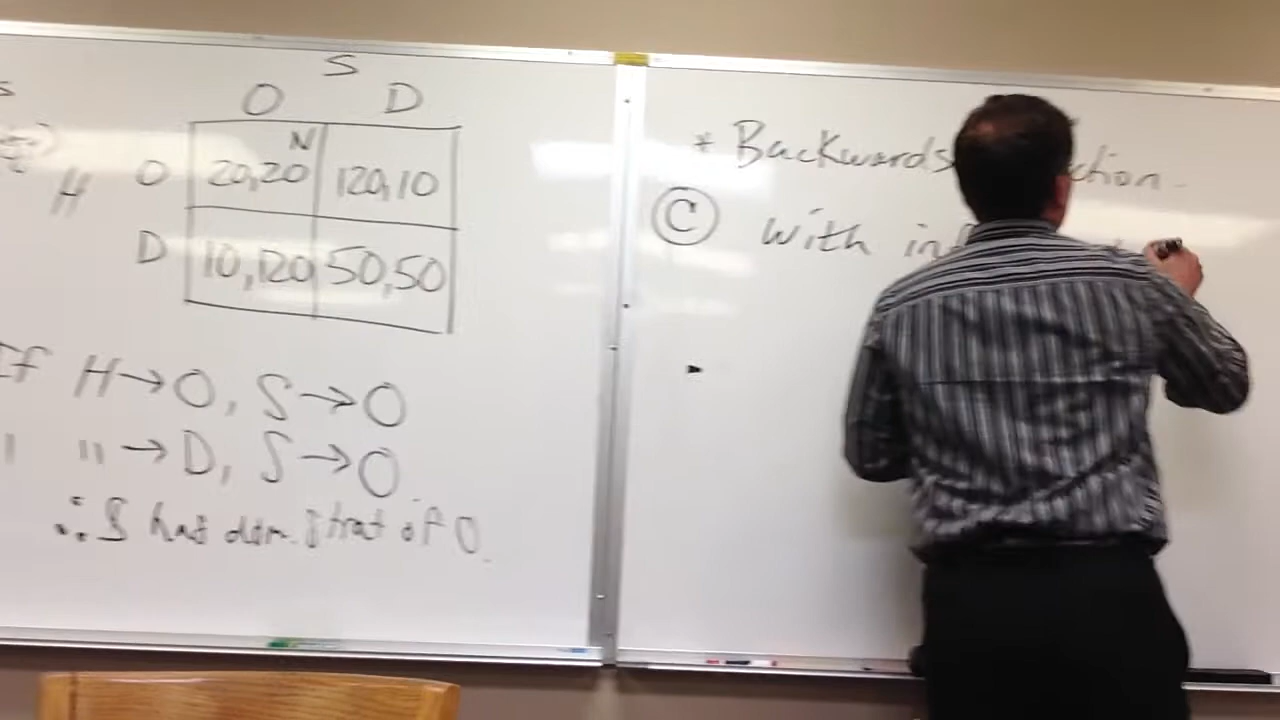 S
O D
N
H O 20,20 120,10
D 10,120 50,50
If H→O, S→O
" →D, S→O.
∴ S has dom. strat of O.
* Backwards
C with